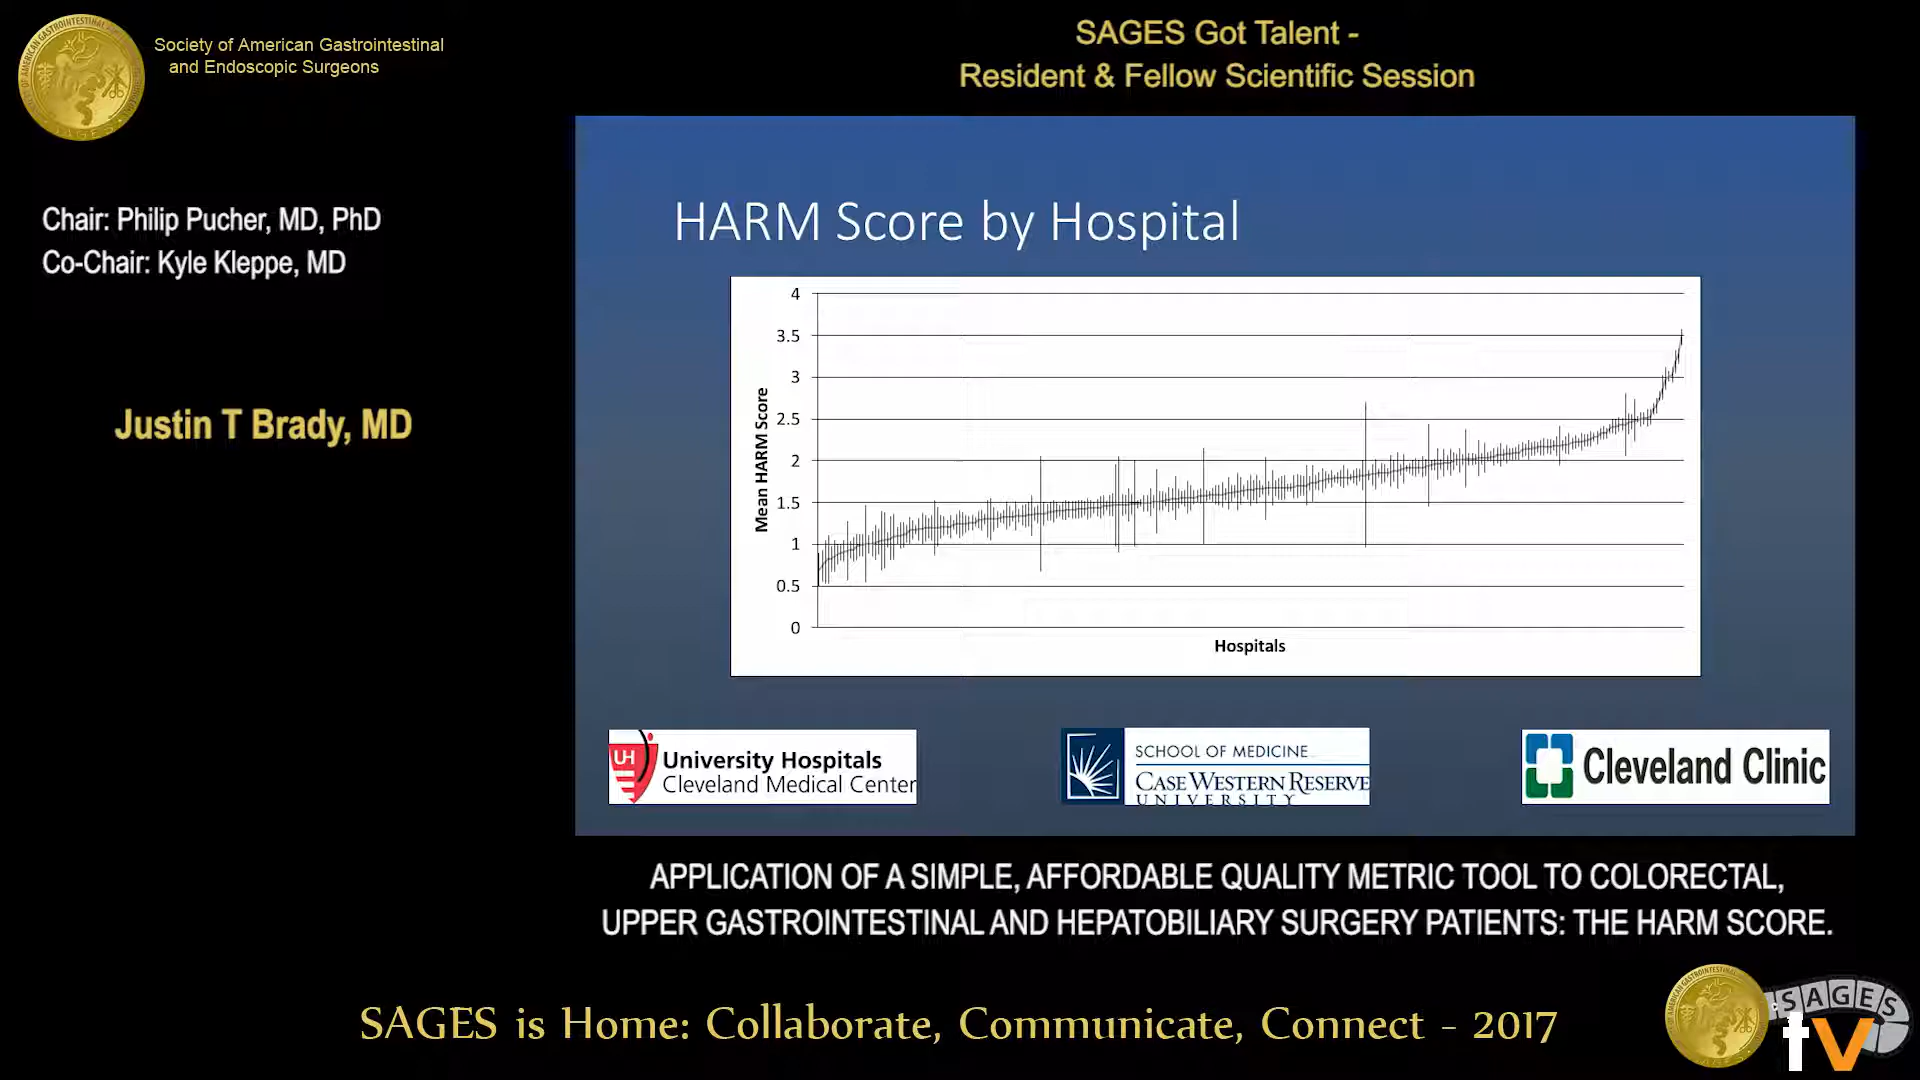 Society of American Gastrointestinal
and Endoscopic Surgeons
SAGES Got Talent -
Resident & Fellow Scientific Session
Chair: Philip Pucher, MD, PhD
Co-Chair: Kyle Kleppe, MD
Justin T Brady, MD
HARM Score by Hospital
Mean HARM Score
4
3.5
3
2.5
2
1.5
1
0.5
0
Hospitals
UH
University Hospitals
Cleveland Medical Center
SCHOOL OF MEDICINE
CASE WESTERN RESERVE
UNIVERSITY
Cleveland Clinic
APPLICATION OF A SIMPLE, AFFORDABLE QUALITY METRIC TOOL TO COLORECTAL,
UPPER GASTROINTESTINAL AND HEPATOBILIARY SURGERY PATIENTS: THE HARM SCORE.
SAGES is Home: Collaborate, Communicate, Connect - 2017
SAGES
tv